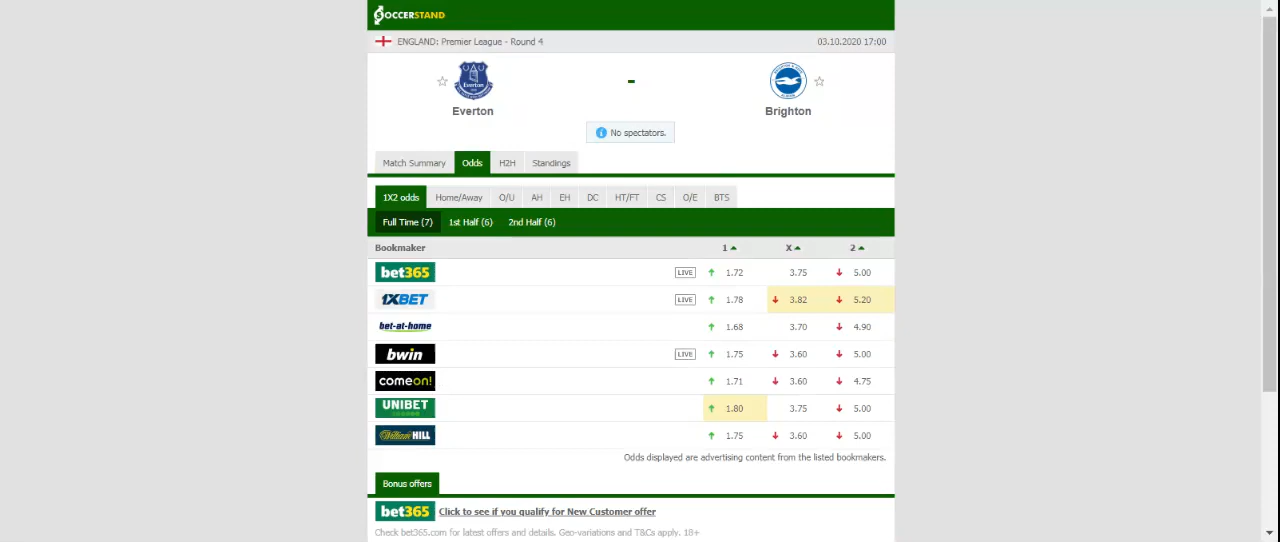 SOCCERSTAND
ENGLAND: Premier League - Round 4 03.10.2020 17:00
Everton - Brighton
No spectators.
Match Summary Odds H2H Standings
1X2 odds Home/Away O/U AH EH DC HT/FT CS O/E BTS
Full Time (7) 1st Half (6) 2nd Half (6)
Bookmaker 1 X 2
bet365 LIVE 1.72 3.75 5.00
1XBET LIVE 1.78 3.82 5.20
bet-at-home 1.68 3.70 4.90
bwin LIVE 1.75 3.60 5.00
comeon! 1.71 3.60 4.75
UNIBET 1.80 3.75 5.00
William HILL 1.75 3.60 5.00
Odds displayed are advertising content from the listed bookmakers.
Bonus offers
bet365 Click to see if you qualify for New Customer offer
Check bet365.com for latest offers and details. Geo-variations and T&Cs apply. 18+